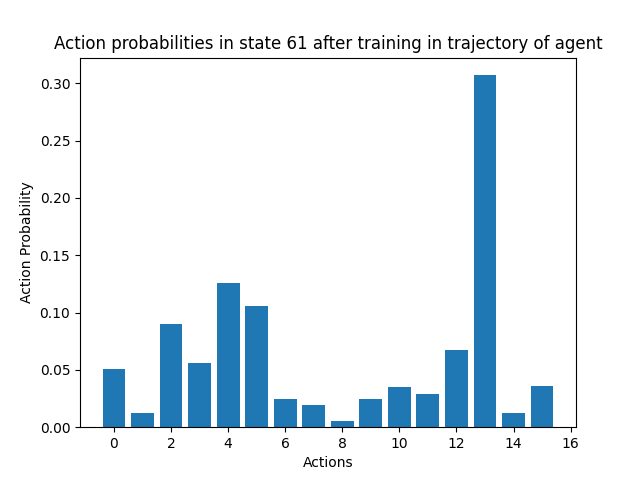 Action probabilities in state 61 after training in trajectory of agent
0.30
0.25
0.20
0.15
0.10
0.05
0.00
Action Probability
0 2 4 6 8 10 12 14 16
Actions